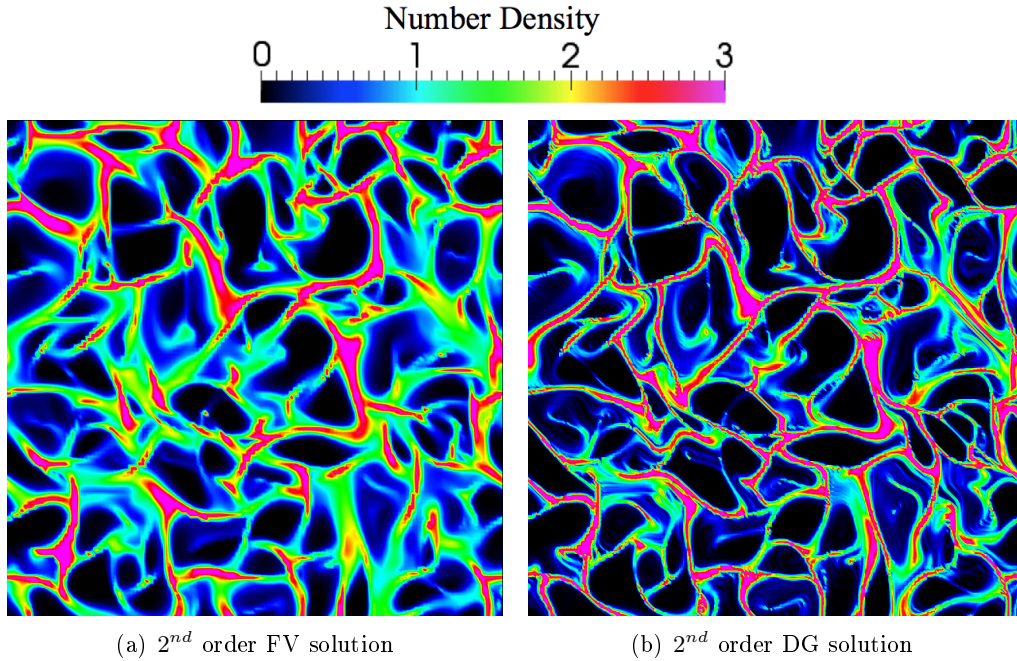 Number Density
0 1 2 3
(a) 2nd order FV solution
(b) 2nd order DG solution